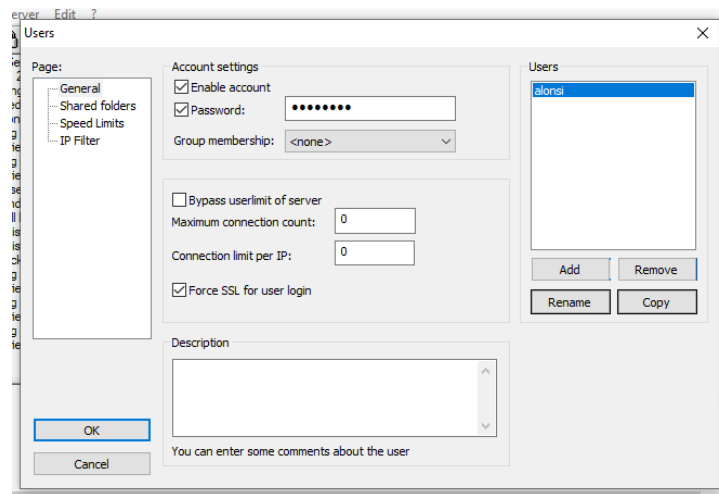 erver Edit ?
Users
Page:
General
Shared folders
Speed Limits
IP Filter
Account settings
Enable account
Password: ••••••••
Group membership: <none>
Bypass userlimit of server
Maximum connection count: 0
Connection limit per IP: 0
Force SSL for user login
Description
You can enter some comments about the user
Users
alonsi
Add Remove
Rename Copy
OK
Cancel